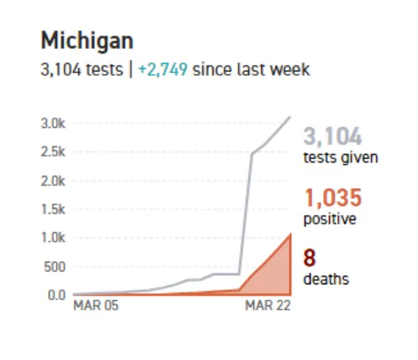 Michigan
3,104 tests | +2,749 since last week
3.0k
2.5k
2.0k
1.5k
1.0k
500
0.0
MAR 05
MAR 22
3,104
tests given
1,035
positive
8
deaths